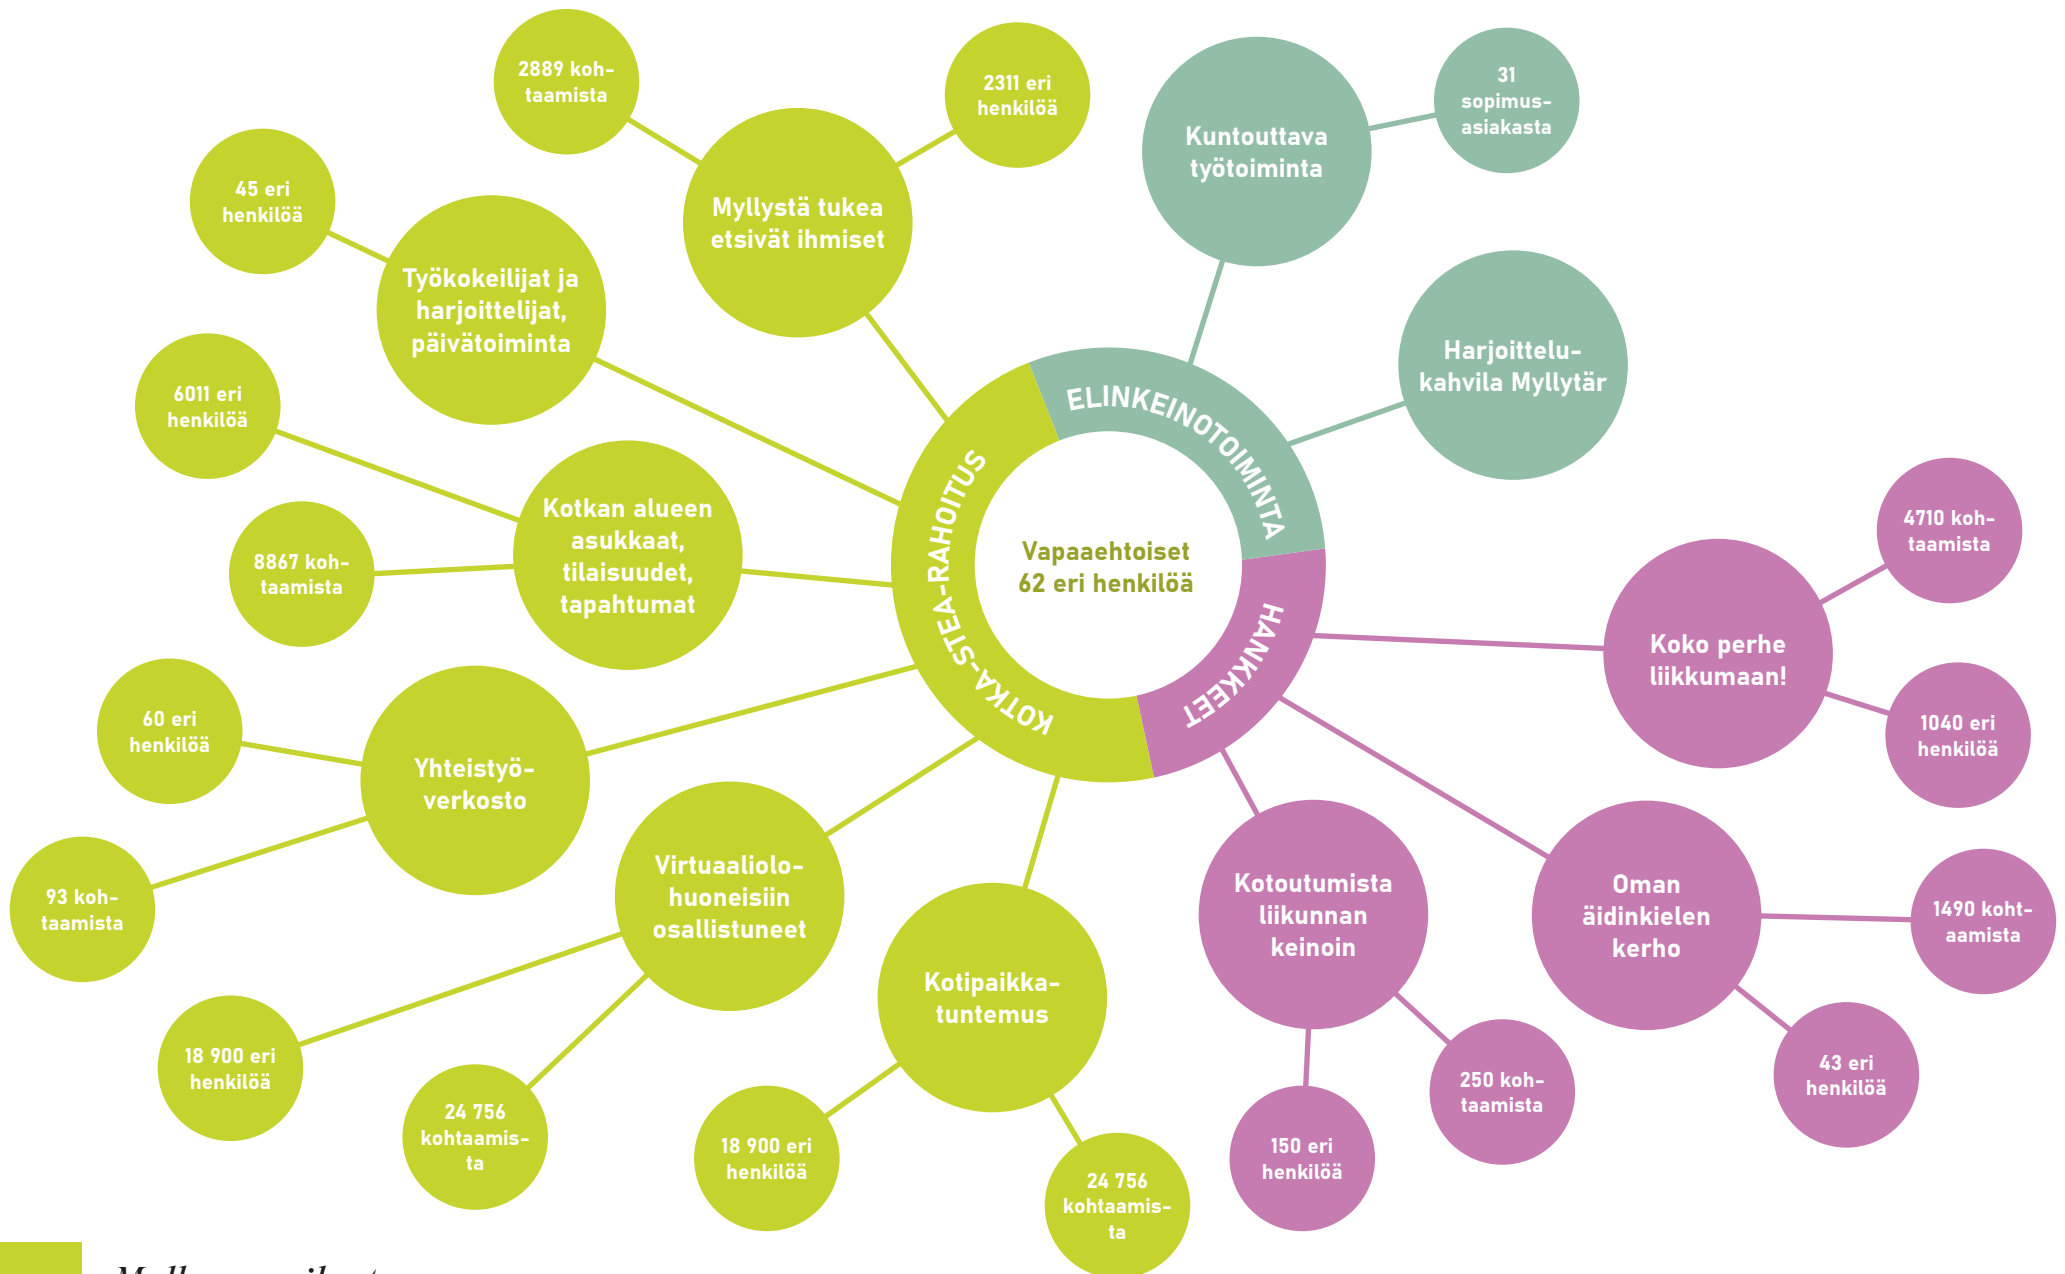 2889 koh-
taamista
2311 eri
henkilöä
Myllystä tukea
etsivät ihmiset
45 eri
henkilöä
Työkokeilijat ja
harjoittelijat,
päivätoiminta
6011 eri
henkilöä
8867 koh-
taamista
Kotkan alueen
asukkaat,
tilaisuudet,
tapahtumat
60 eri
henkilöä
93 koh-
taamista
Yhteistyö-
verkosto
Virtuaaliolo-
huoneisiin
osallistuneet
18 900 eri
henkilöä
24 756
kohtaamis-
ta
Kotipaikka-
tuntemus
18 900 eri
henkilöä
24 756
kohtaamis-
ta
KOTKA-STEA-RAHOITUS
Vapaaehtoiset
62 eri henkilöä
ELINKEINOTOIMINTA
Kuntouttava
työtoiminta
31
sopimus-
asiakasta
Harjoittelu-
kahvila Myllytär
HANKKEET
Koko perhe
liikkumaan!
4710 koh-
taamista
1040 eri
henkilöä
Oman
äidinkielen
kerho
1490 koht-
aamista
43 eri
henkilöä
Kotoutumista
liikunnan
keinoin
250 koh-
taamista
150 eri
henkilöä